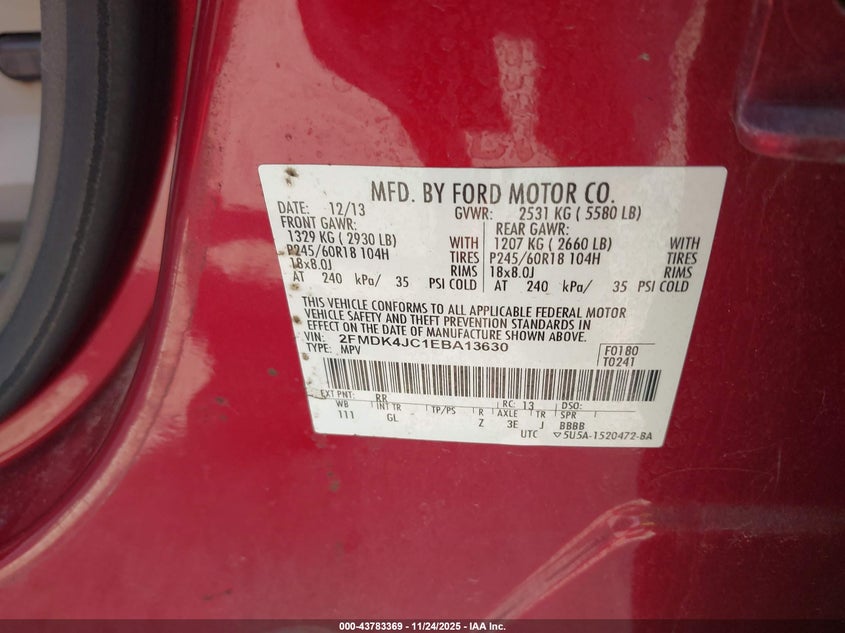 MFD. BY FORD MOTOR CO.
DATE: 12/13 GVWR: 2531 KG ( 5580 LB)
FRONT GAWR: REAR GAWR:
1329 KG ( 2930 LB) WITH 1207 KG ( 2660 LB) WITH
P245/60R18 104H TIRES P245/60R18 104H TIRES
18x8.0J RIMS 18x8.0J RIMS
AT 240 kPa/ 35 PSI COLD AT 240 kPa/ 35 PSI COLD
THIS VEHICLE CONFORMS TO ALL APPLICABLE FEDERAL MOTOR
VEHICLE SAFETY AND THEFT PREVENTION STANDARDS IN
EFFECT ON THE DATE OF MANUFACTURE SHOWN ABOVE.
VIN: 2FMDK4JC1EBA13630 F0180
TYPE: MPV T0241
EXT PNT: RR RC: 13 DSO:
WB INT TR TP/PS R AXLE TR SPR
111 GL Z 3E J BBBB
UTC ▽5U5A-1520472-BA
000-43783369 - 11/24/2025 - IAA Inc.